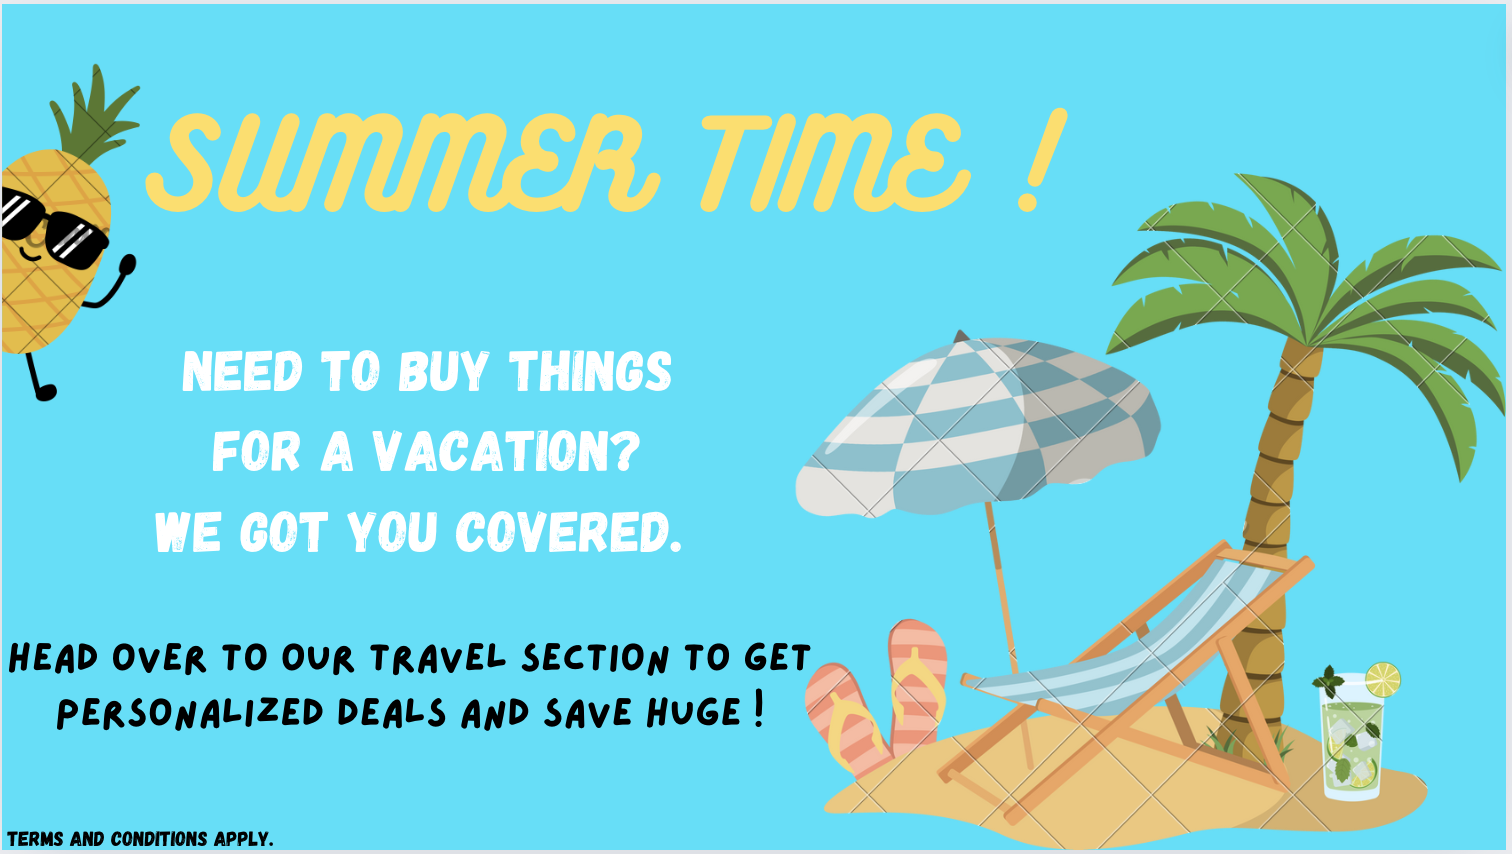 SUMMER TIME !
NEED TO BUY THINGS
FOR A VACATION?
WE GOT YOU COVERED.
HEAD OVER TO OUR TRAVEL SECTION TO GET
PERSONALIZED DEALS AND SAVE HUGE !
TERMS AND CONDITIONS APPLY.